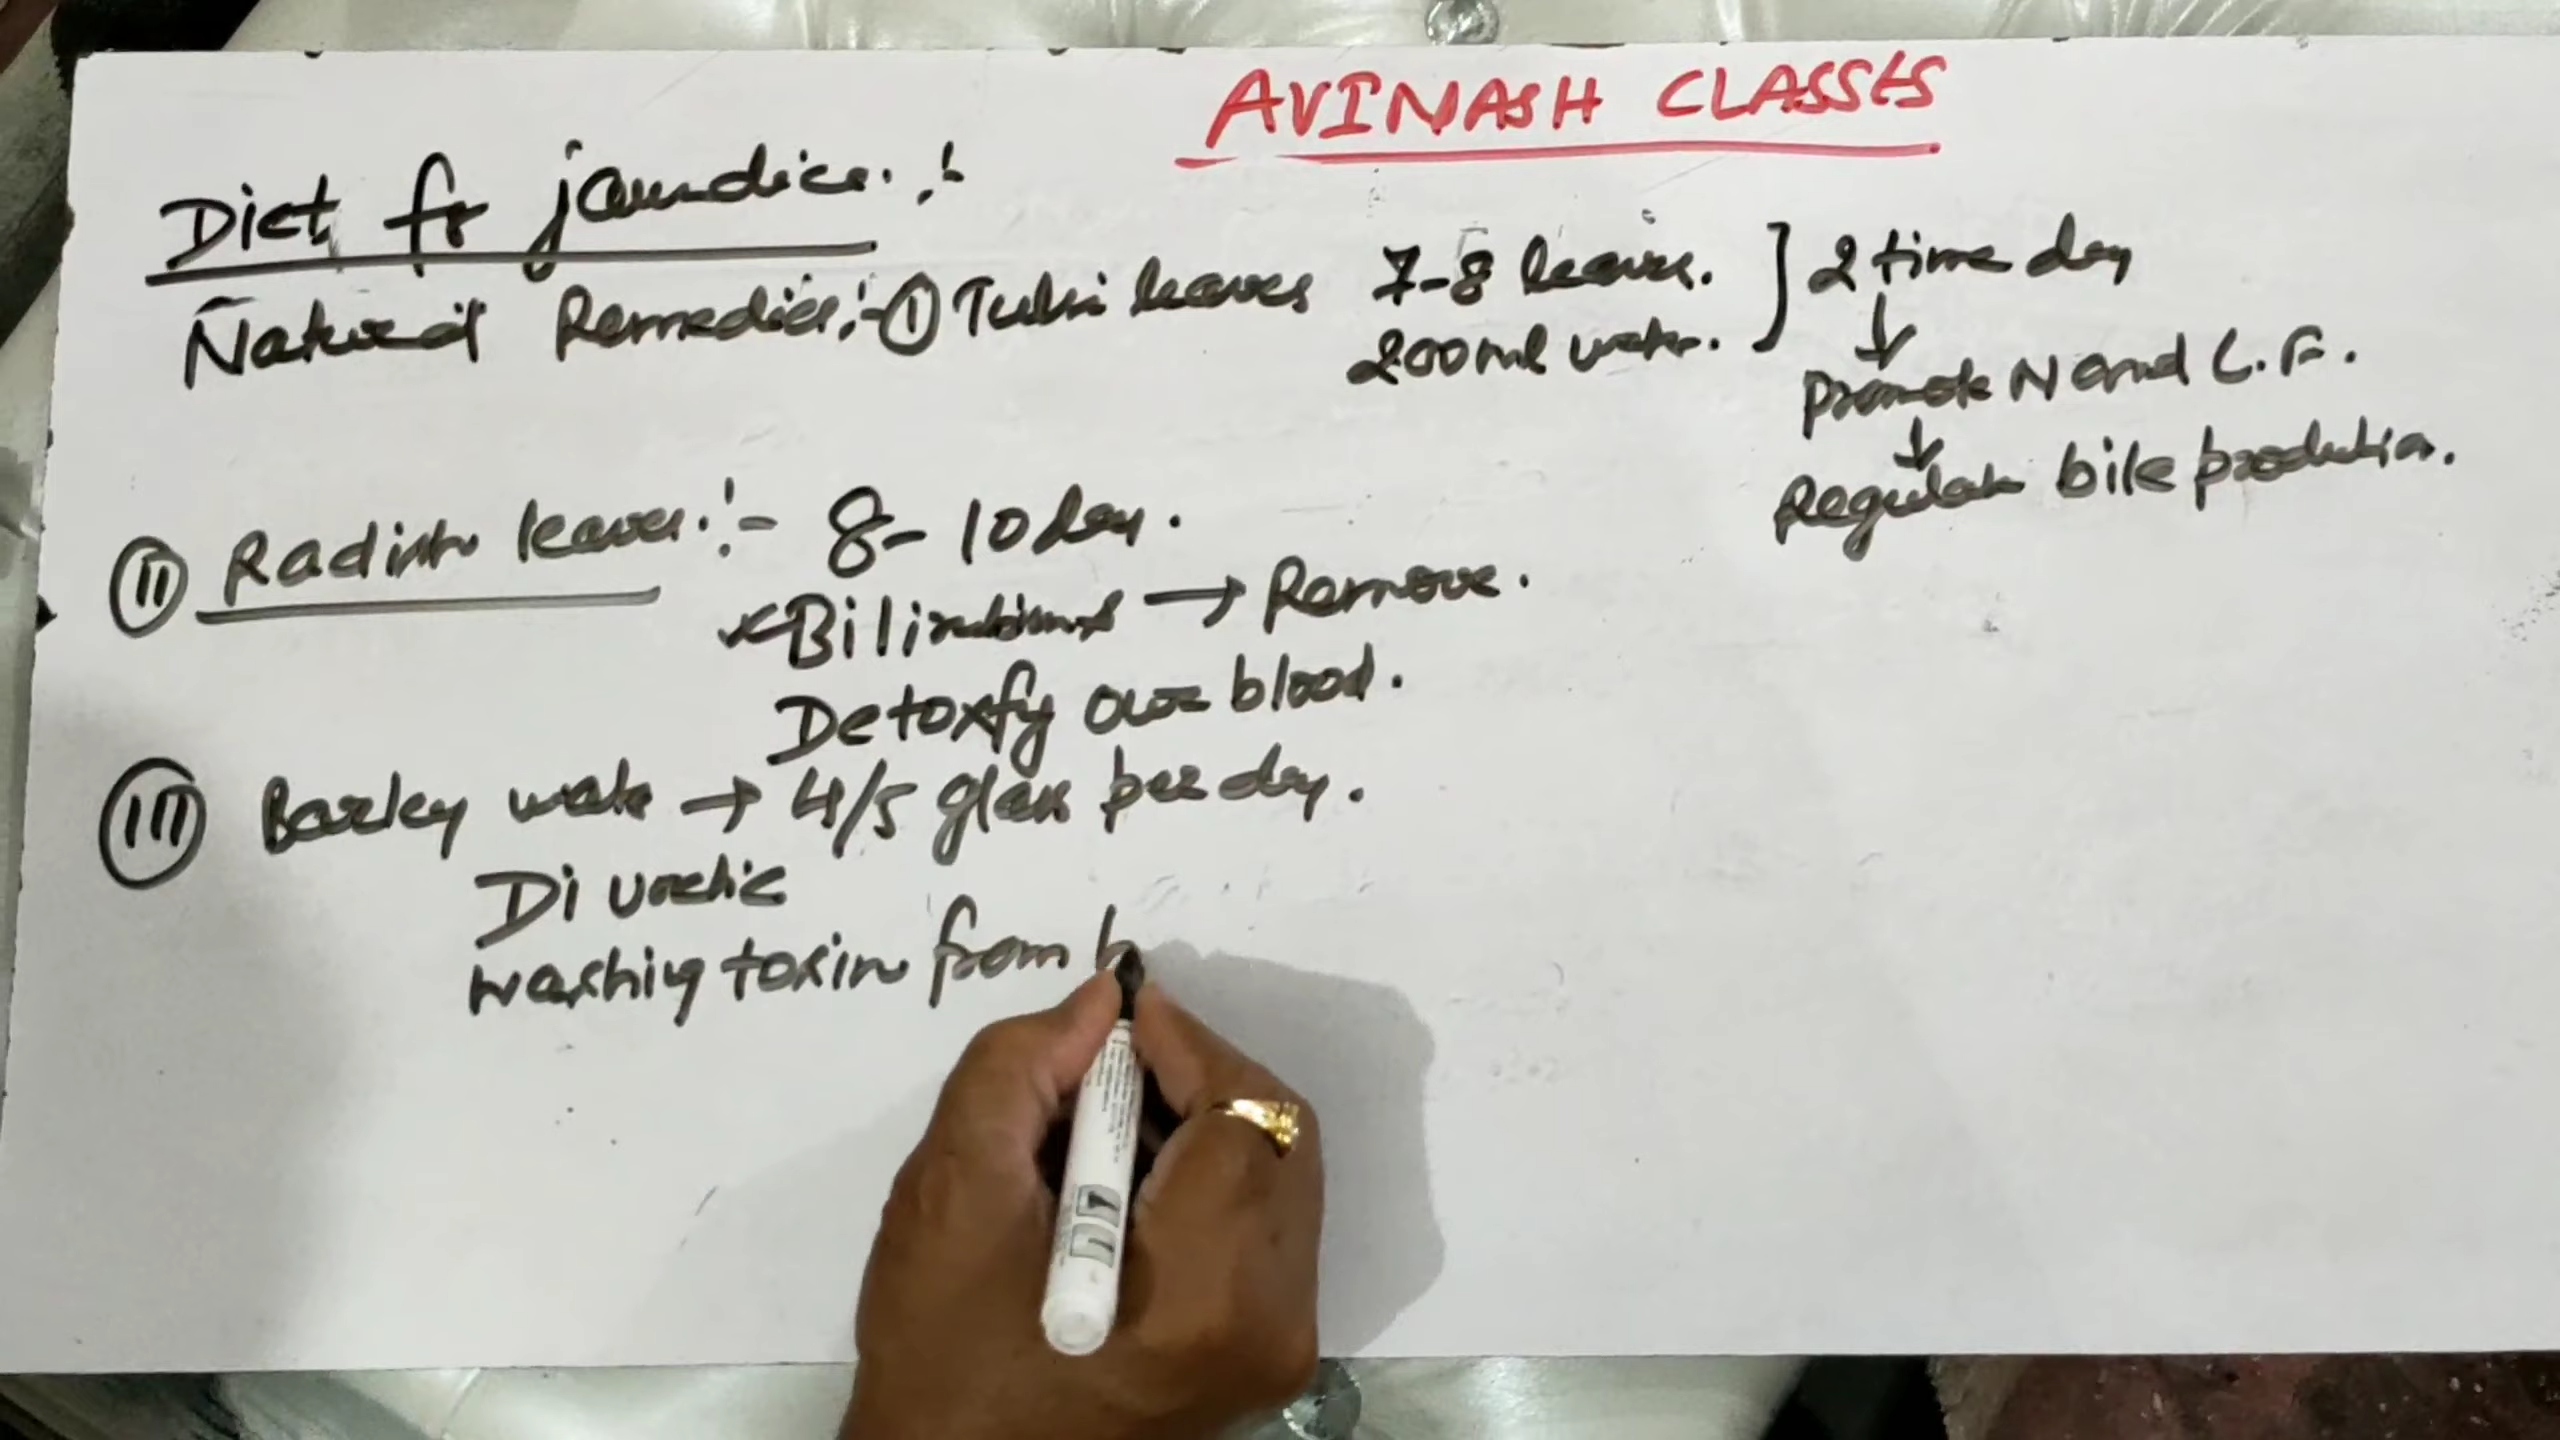 AVINASH CLASSES
Diet for jaundice :-
Natural Remedies :- (I) Tulsi leaves 7-8 leaves. ] 2 time day
200ml water.
↓
Promote Normal L.F.
↓
Regulate bile production.
(II) Radish leaves :- 8-10 day.
Bilirubin → Remove.
Detoxfy our blood.
(III) Barley water → 4/5 glass per day.
Diuretic
washing toxin from